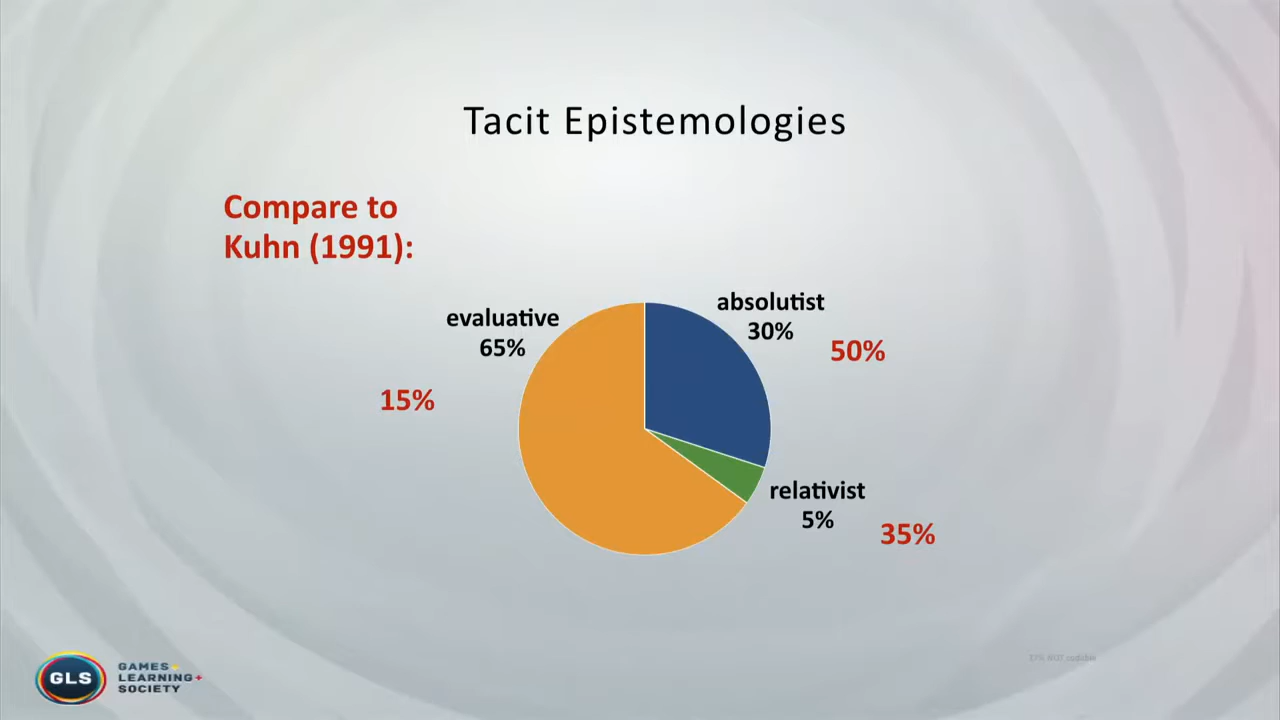 Tacit Epistemologies
Compare to
Kuhn (1991):
absolutist
30%
50%
evaluative
65%
15%
relativist
5%
35%
GLS
GAMES+
LEARNING+
SOCIETY